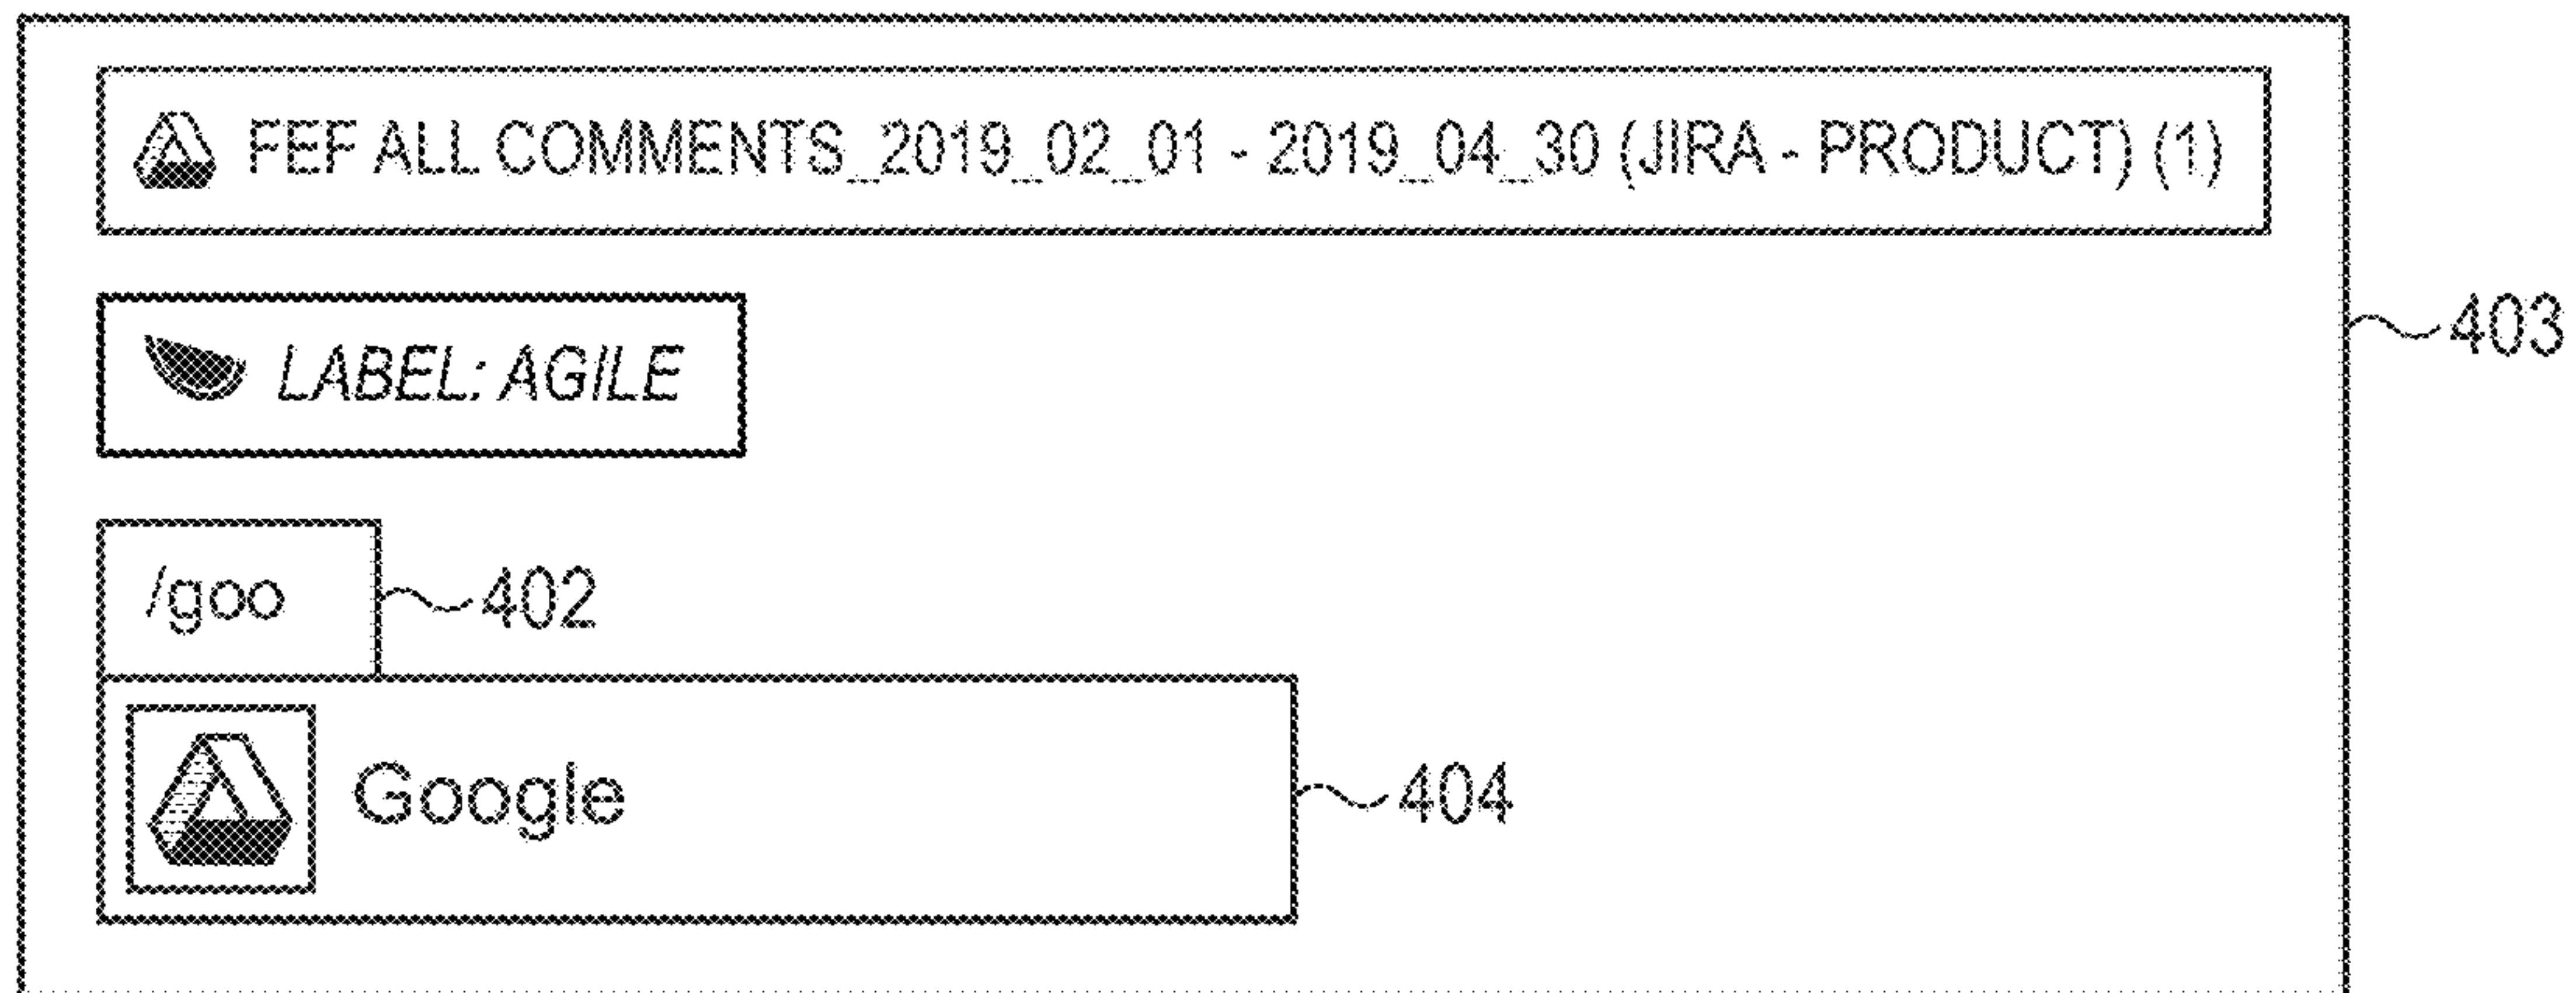 FEF ALL COMMENTS_2019_02_01 - 2019_04_30 (JIRA - PRODUCT) (1)
403
LABEL: AGILE
/goo
402
Google
404